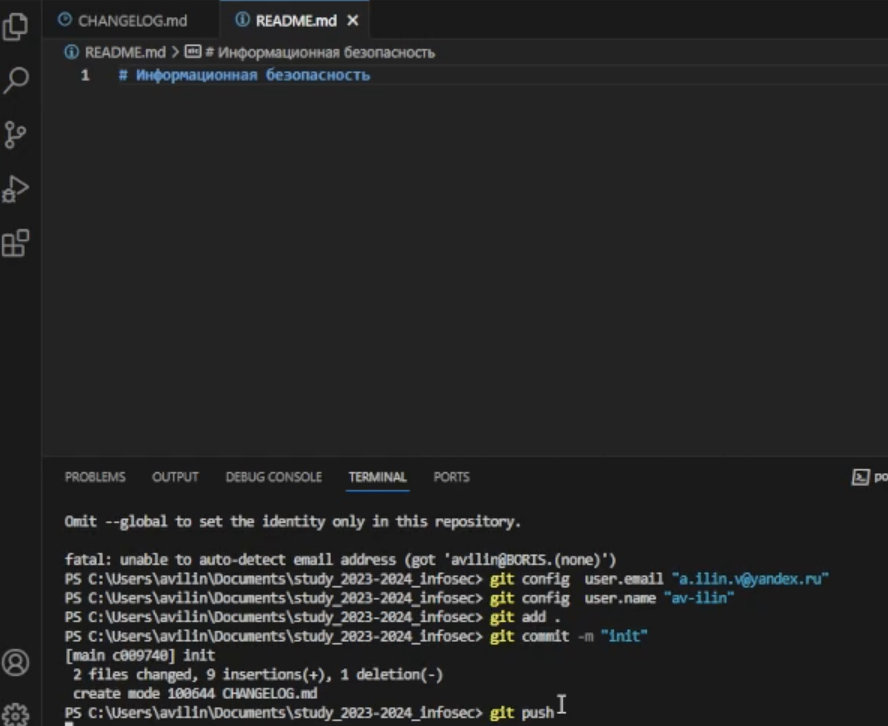 CHANGELOG.md README.md
README.md > # Информационная безопасность
1 # Информационная безопасность
PROBLEMS OUTPUT DEBUG CONSOLE TERMINAL PORTS
Omit --global to set the identity only in this repository.
fatal: unable to auto-detect email address (got 'avilin@BORIS.(none)')
PS C:\Users\avilin\Documents\study_2023-2024_infosec> git config  user.email "a.ilin.v@yandex.ru"
PS C:\Users\avilin\Documents\study_2023-2024_infosec> git config  user.name "av-ilin"
PS C:\Users\avilin\Documents\study_2023-2024_infosec> git add .
PS C:\Users\avilin\Documents\study_2023-2024_infosec> git commit -m "init"
[main c009740] init
 2 files changed, 9 insertions(+), 1 deletion(-)
 create mode 100644 CHANGELOG.md
PS C:\Users\avilin\Documents\study_2023-2024_infosec> git push